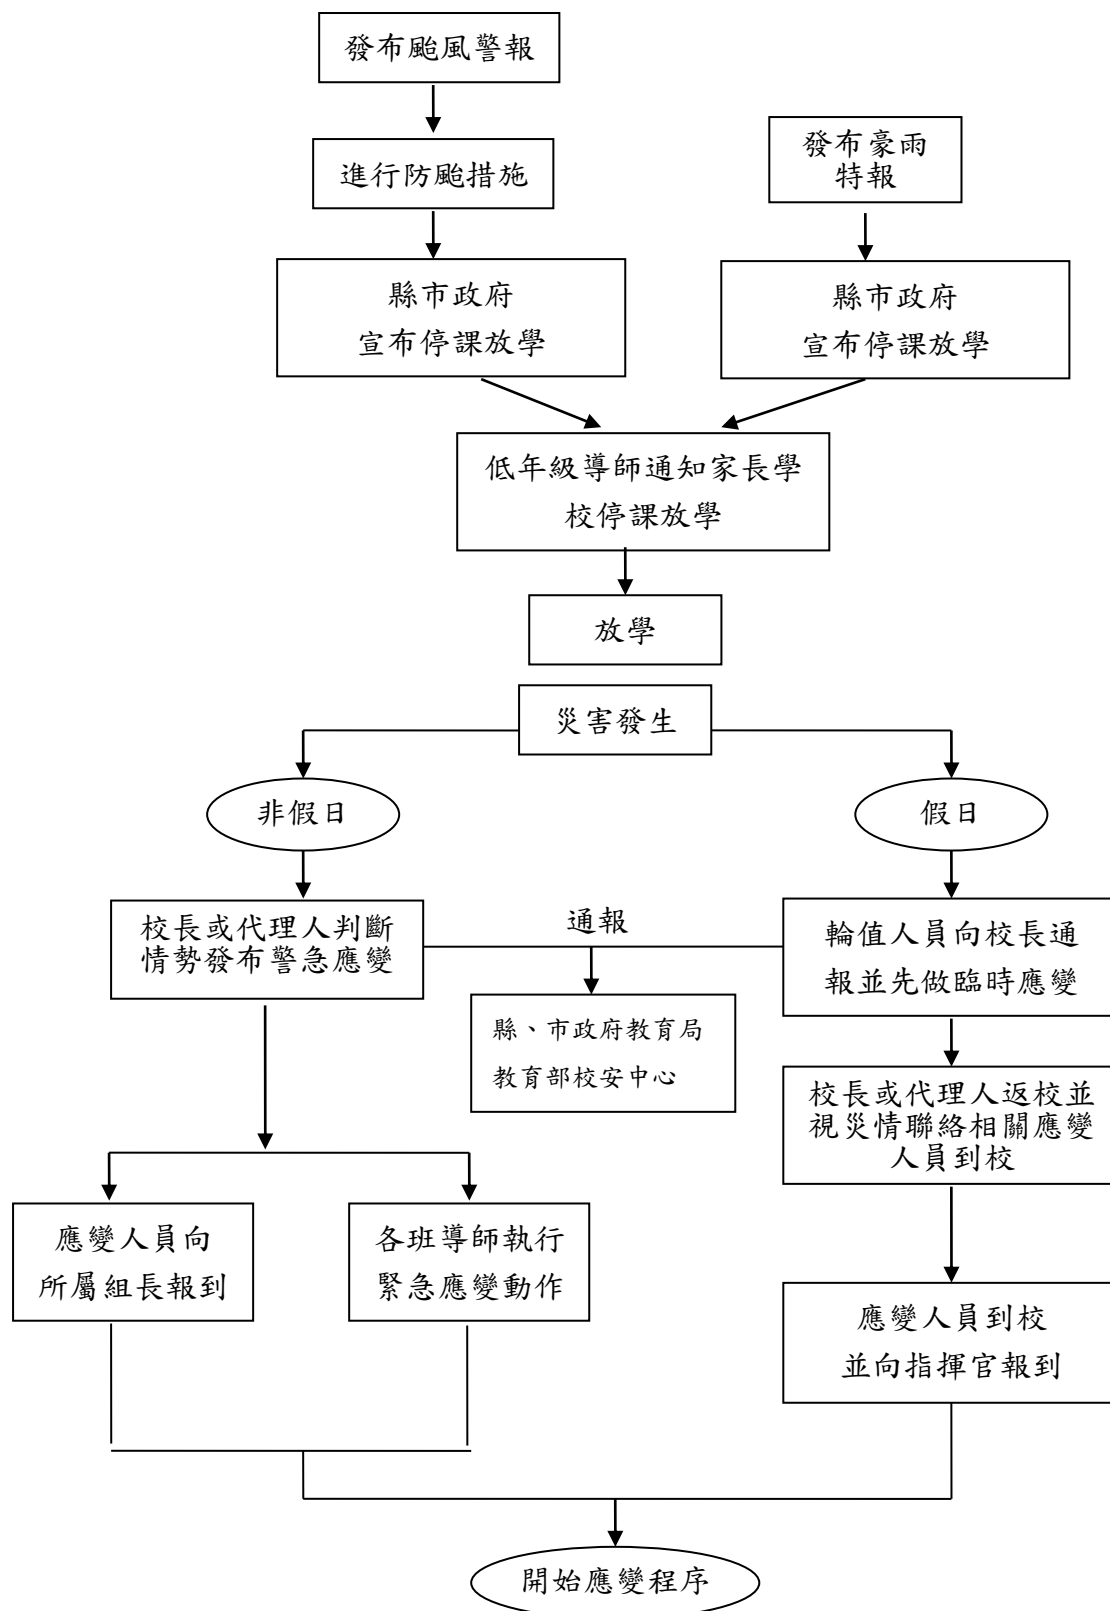 發布颱風警報
進行防颱措施
發布豪雨
特報
縣市政府
宣布停課放學
縣市政府
宣布停課放學
低年級導師通知家長學
校停課放學
放學
災害發生
非假日
假日
校長或代理人判斷
情勢發布警急應變
通報
輪值人員向校長通
報並先做臨時應變
縣、市政府教育局
教育部校安中心
校長或代理人返校並
視災情聯絡相關應變
人員到校
應變人員向
所屬組長報到
各班導師執行
緊急應變動作
應變人員到校
並向指揮官報到
開始應變程序